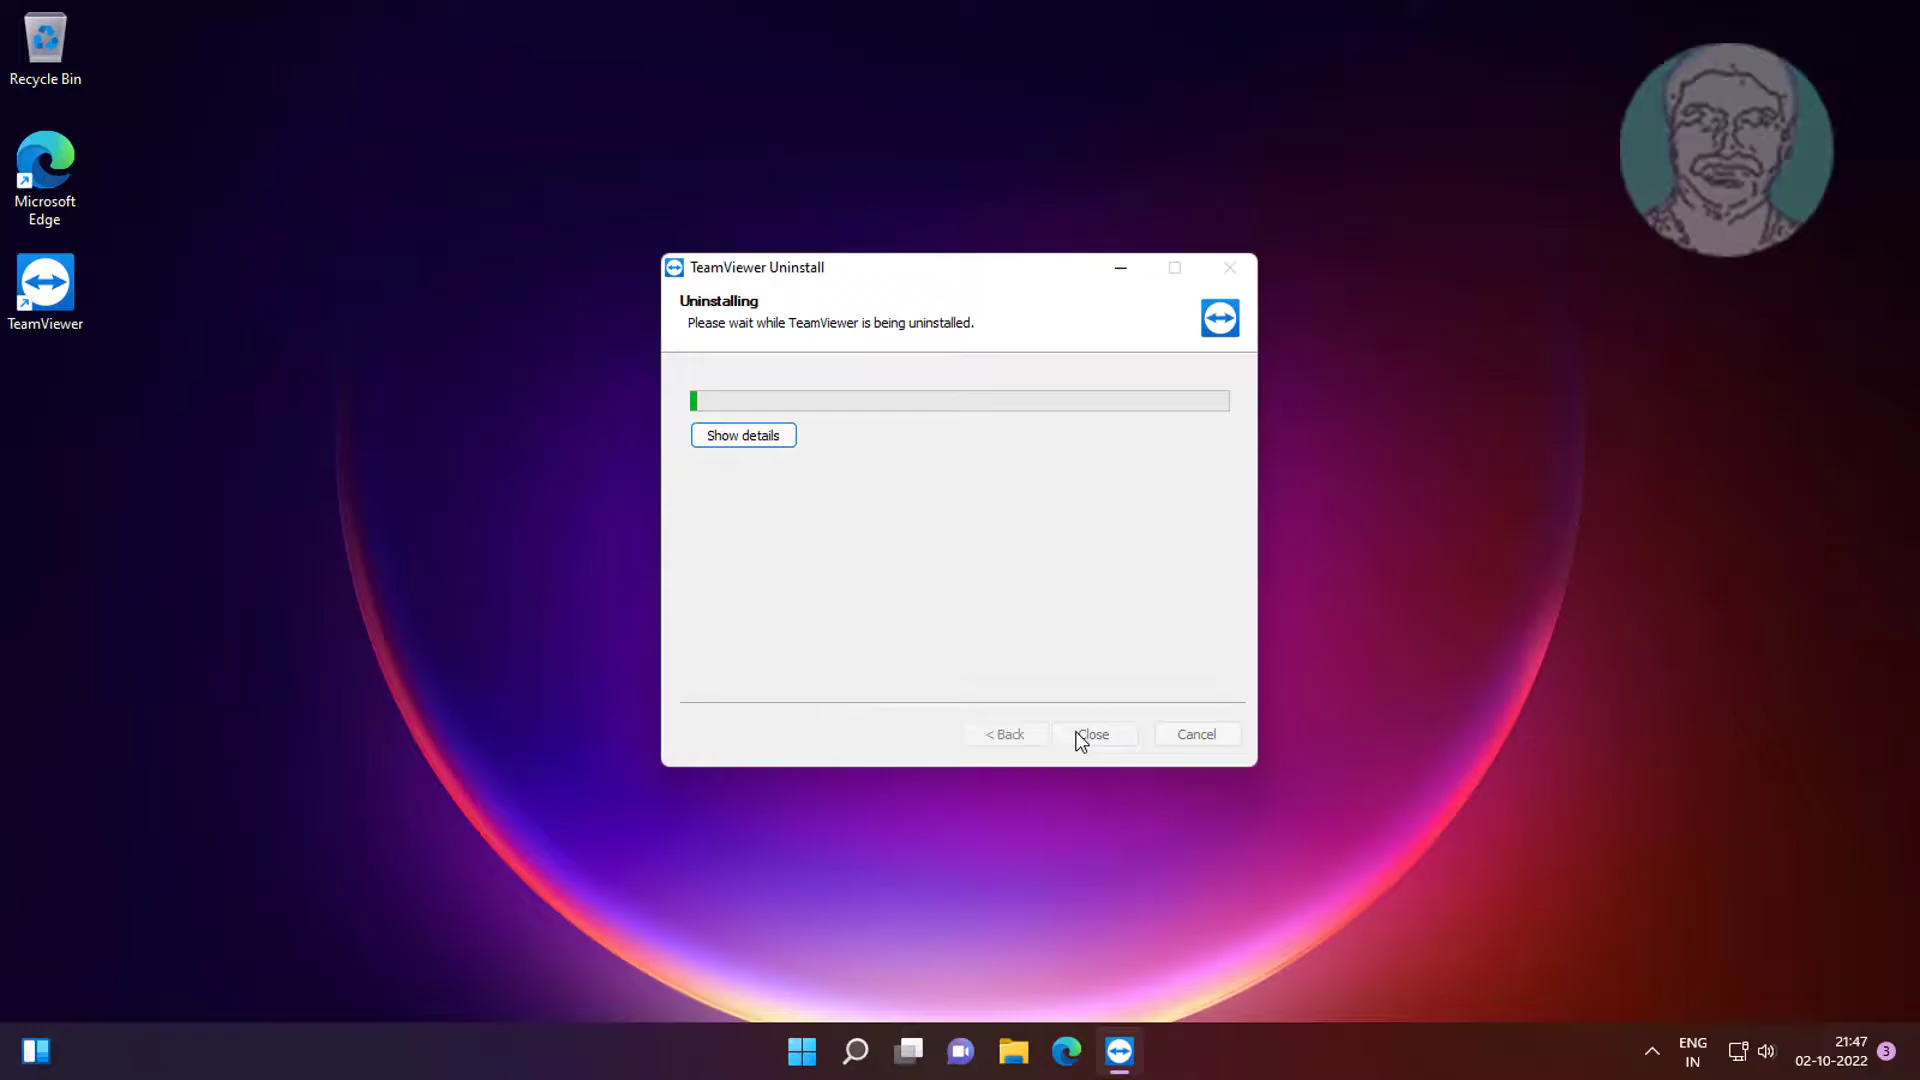 Recycle Bin
Microsoft
Edge
TeamViewer
TeamViewer Uninstall
Uninstalling
Please wait while TeamViewer is being uninstalled.
Show details
< Back
Close
Cancel
ENG
IN
21:47
02-10-2022
3